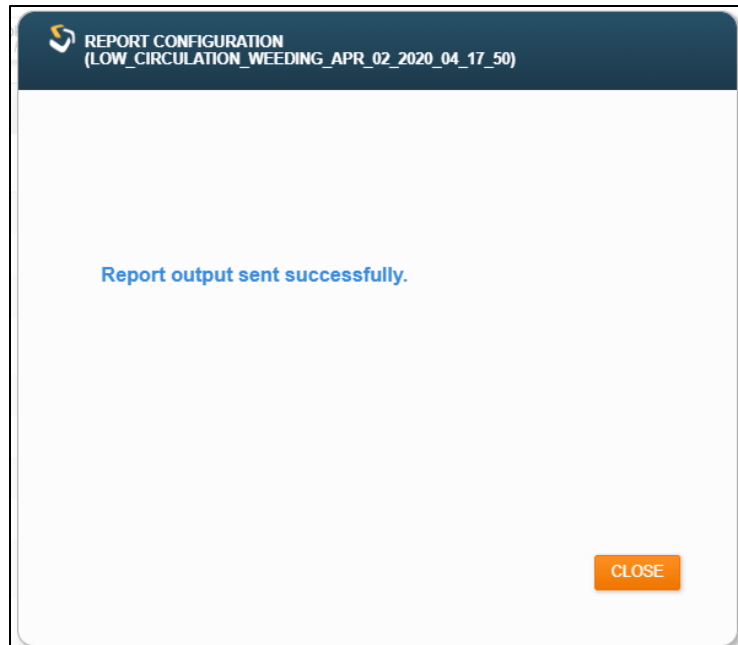 REPORT CONFIGURATION
(LOW_CIRCULATION_WEEDING_APR_02_2020_04_17_50)
Report output sent successfully.
CLOSE